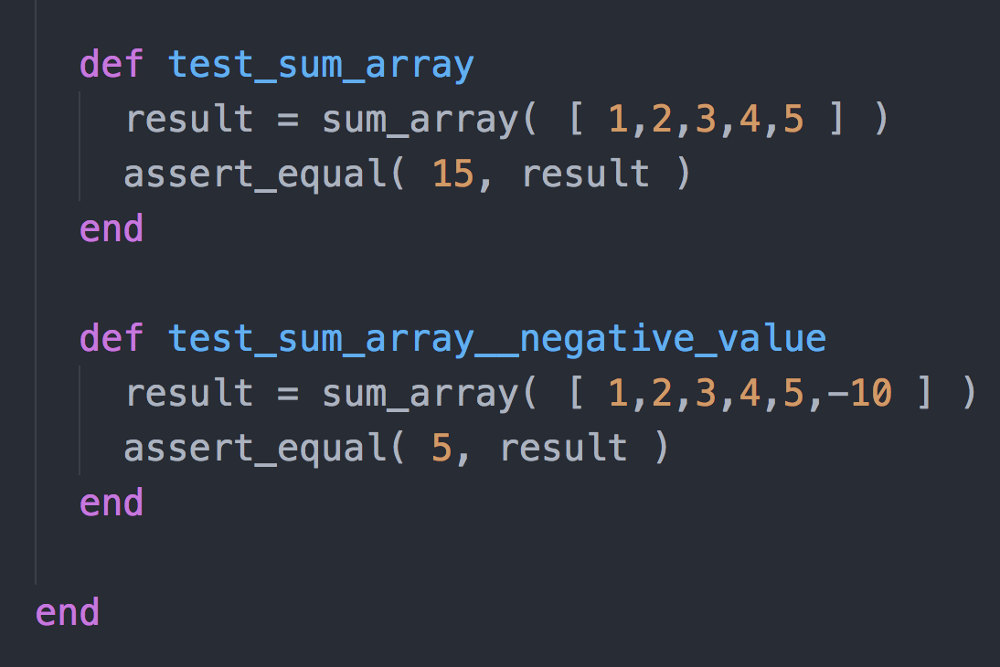 def test_sum_array
result = sum_array( [ 1,2,3,4,5 ] )
assert_equal( 15, result )
end
def test_sum_array__negative_value
result = sum_array( [ 1,2,3,4,5,-10 ] )
assert_equal( 5, result )
end
end